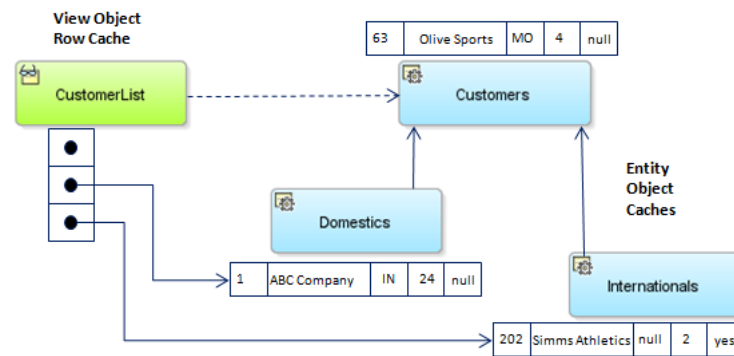 View Object
Row Cache
63 Olive Sports MO 4 null
CustomerList
Customers
Entity
Object
Caches
Domestics
1 ABC Company IN 24 null
Internationals
202 Simms Athletics null 2 yes